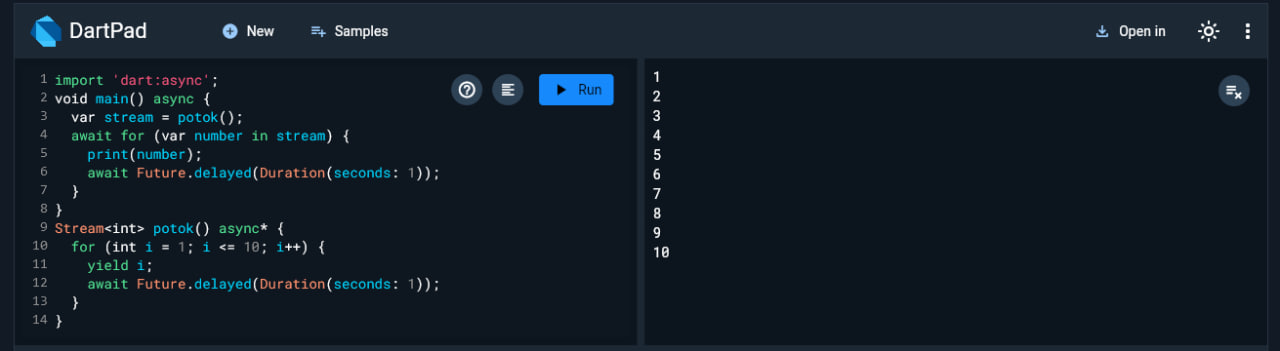 DartPad New Samples Open in
1 import 'dart:async';
2 void main() async {
3 var stream = potok();
4 await for (var number in stream) {
5 print(number);
6 await Future.delayed(Duration(seconds: 1));
7 }
8 }
9 Stream<int> potok() async* {
10 for (int i = 1; i <= 10; i++) {
11 yield i;
12 await Future.delayed(Duration(seconds: 1));
13 }
14 }
Run
1
2
3
4
5
6
7
8
9
10